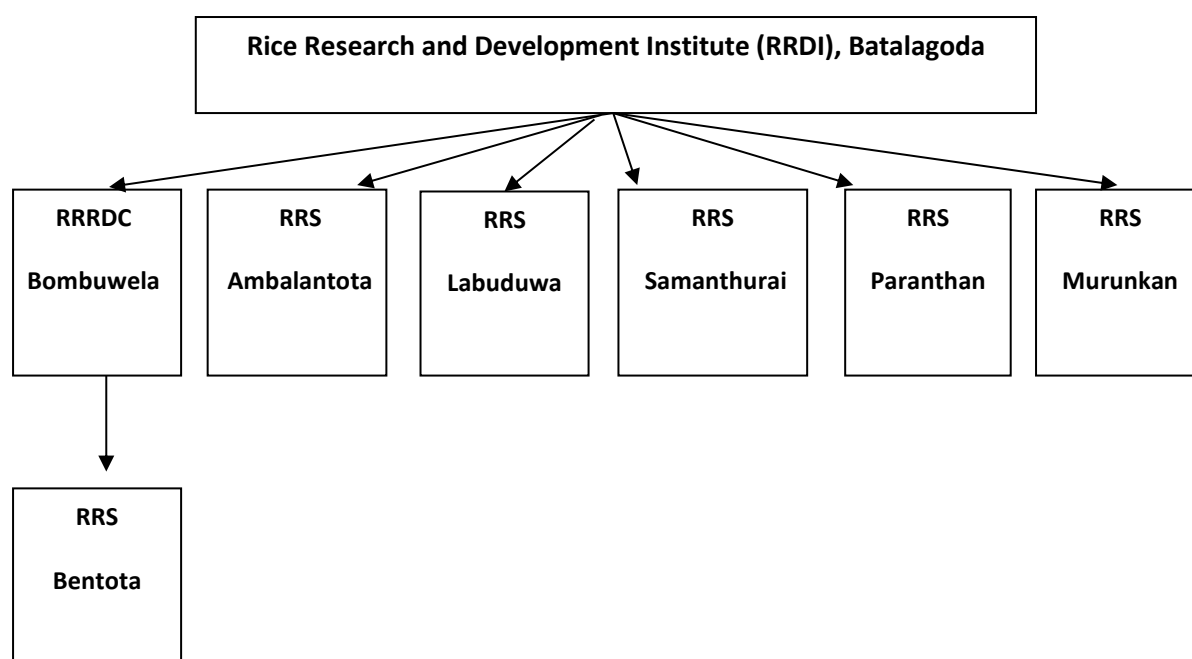 Rice Research and Development Institute (RRDI), Batalagoda
RRRDC
Bombuwela
RRS
Ambalantota
RRS
Labuduwa
RRS
Samanthurai
RRS
Paranthan
RRS
Murunkan
RRS
Bentota